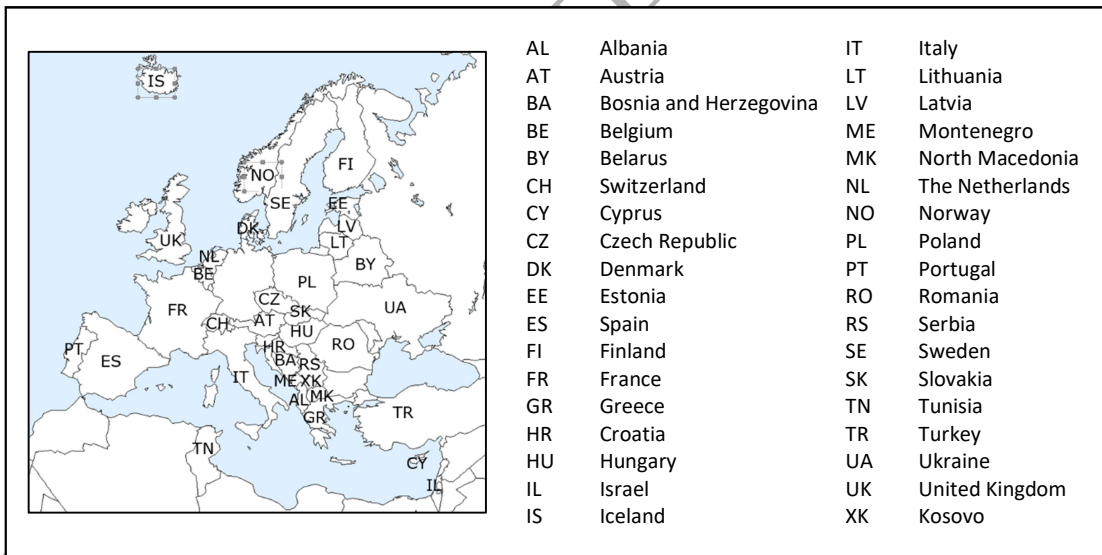 IS
NO
FI
SE
EE
DK
LV
LT
UK
NL
BE
BY
PL
CZ
SK
UA
FR
CH
AT
HU
RO
HR
BA
RS
PT
ES
IT
ME
XK
AL
MK
GR
TR
TN
CY
IL
AL Albania IT Italy
AT Austria LT Lithuania
BA Bosnia and Herzegovina LV Latvia
BE Belgium ME Montenegro
BY Belarus MK North Macedonia
CH Switzerland NL The Netherlands
CY Cyprus NO Norway
CZ Czech Republic PL Poland
DK Denmark PT Portugal
EE Estonia RO Romania
ES Spain RS Serbia
FI Finland SE Sweden
FR France SK Slovakia
GR Greece TN Tunisia
HR Croatia TR Turkey
HU Hungary UA Ukraine
IL Israel UK United Kingdom
IS Iceland XK Kosovo